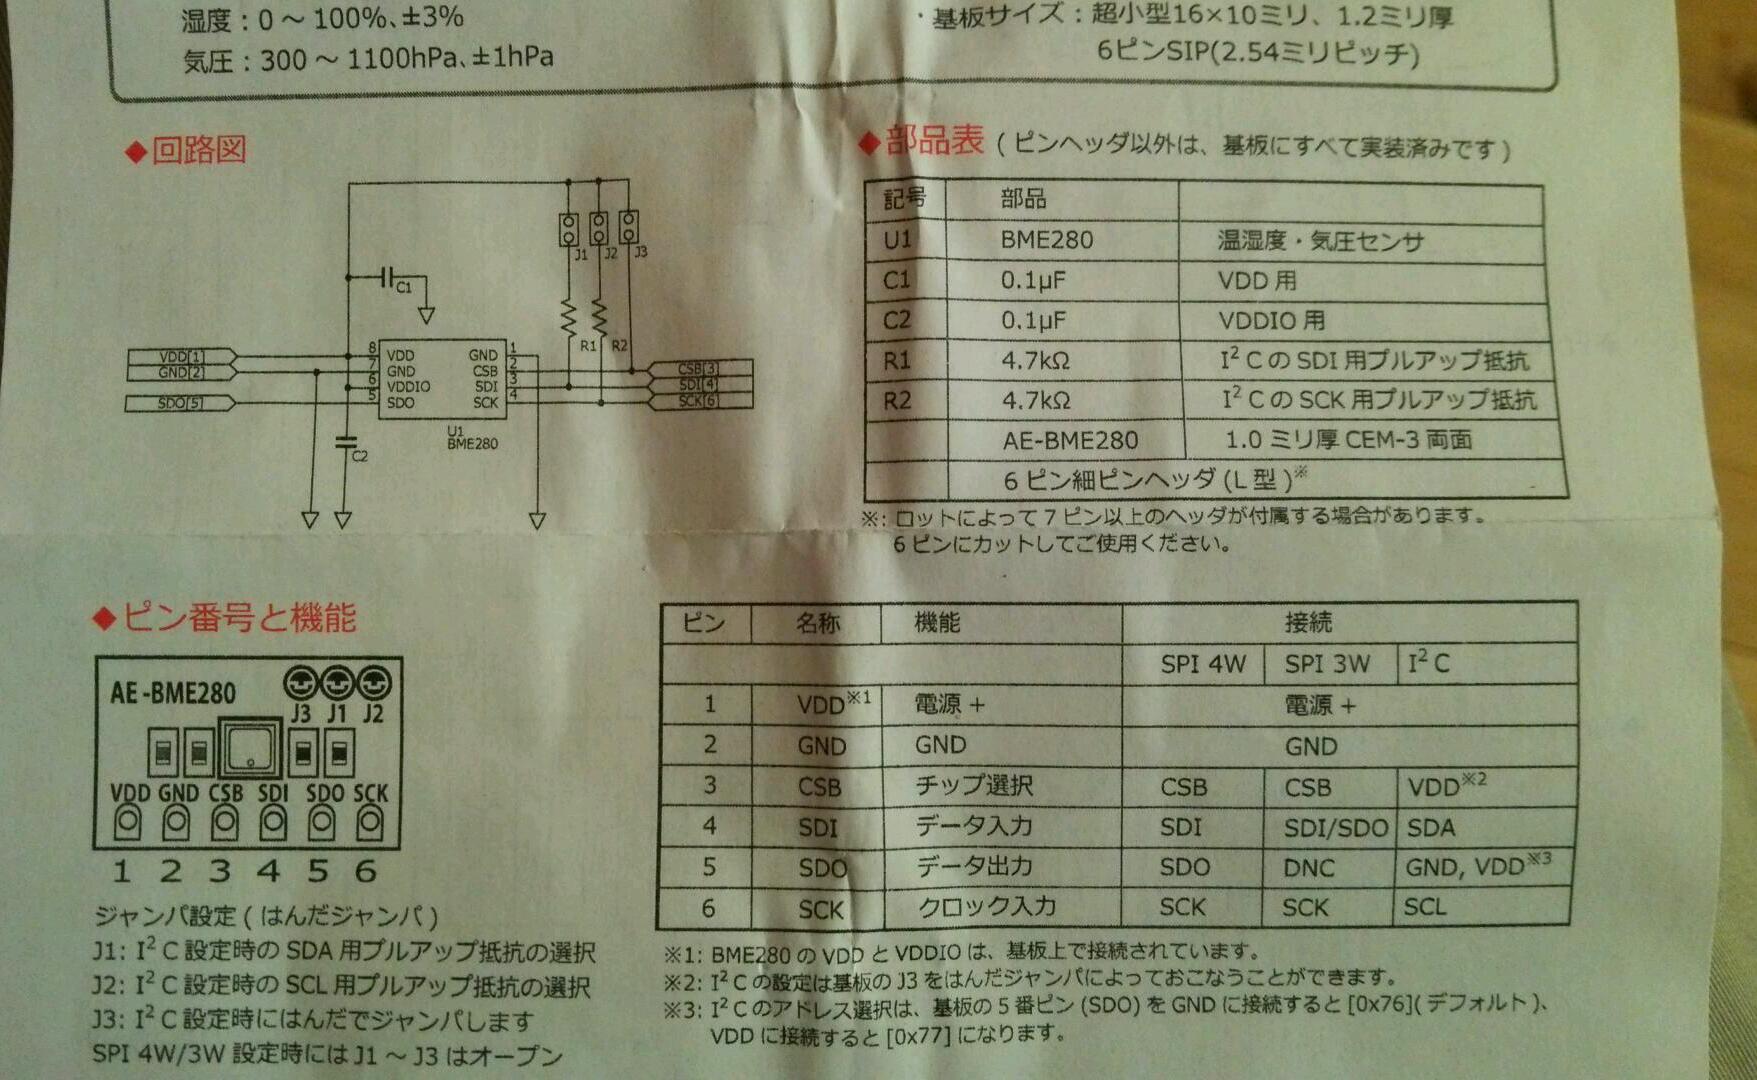 湿度：0 ～ 100%、±3%
気圧：300 ～ 1100hPa、±1hPa
・基板サイズ：超小型16×10ミリ、1.2ミリ厚
6ピンSIP(2.54ミリピッチ)
◆回路図
J1 J2 J3
C1
R1 R2
VDD[1]
GND[2]
SDO[5]
8 VDD GND 1
7 GND CSB 2
6 VDDIO SDI 3
5 SDO SCK 4
CSB[3]
SDI[4]
SCK[6]
U1
BME280
C2
◆部品表 ( ピンヘッダ以外は、基板にすべて実装済みです )
記号 部品
U1 BME280 温湿度・気圧センサ
C1 0.1μF VDD 用
C2 0.1μF VDDIO 用
R1 4.7kΩ I² C の SDI 用プルアップ抵抗
R2 4.7kΩ I² C の SCK 用プルアップ抵抗
AE-BME280 1.0 ミリ厚 CEM-3 両面
6 ピン細ピンヘッダ (L 型 )※
※: ロットによって 7 ピン以上のヘッダが付属する場合があります。
6 ピンにカットしてご使用ください。
◆ピン番号と機能
AE-BME280
J3 J1 J2
VDD GND CSB SDI SDO SCK
1 2 3 4 5 6
ジャンパ設定 ( はんだジャンパ )
J1: I² C 設定時の SDA 用プルアップ抵抗の選択
J2: I² C 設定時の SCL 用プルアップ抵抗の選択
J3: I² C 設定時にはんだでジャンパします
SPI 4W/3W 設定時には J1 ～ J3 はオープン
ピン 名称 機能 接続
SPI 4W SPI 3W I² C
1 VDD※1 電源 + 電源 +
2 GND GND GND
3 CSB チップ選択 CSB CSB VDD※2
4 SDI データ入力 SDI SDI/SDO SDA
5 SDO データ出力 SDO DNC GND, VDD※3
6 SCK クロック入力 SCK SCK SCL
※1: BME280 の VDD と VDDIO は、基板上で接続されています。
※2: I² C の設定は基板の J3 をはんだジャンパによっておこなうことができます。
※3: I² C のアドレス選択は、基板の 5 番ピン (SDO) を GND に接続すると [0x76]( デフォルト )、
VDD に接続すると [0x77] になります。